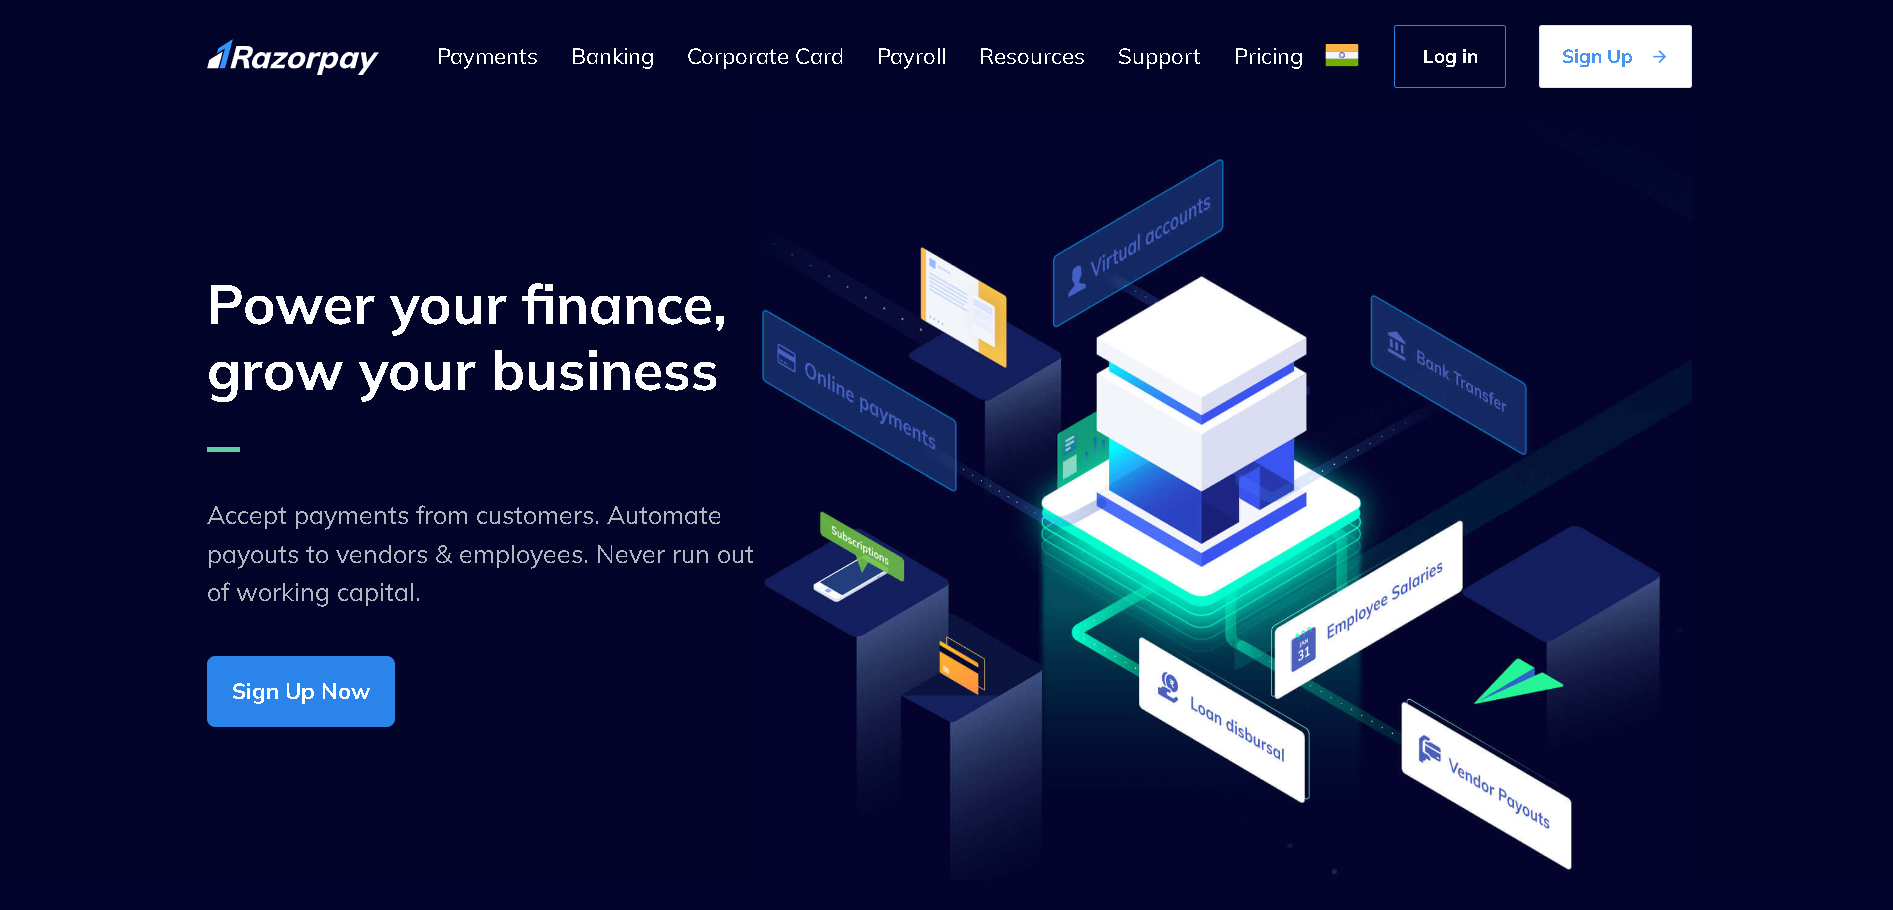 Razorpay
Payments
Banking
Corporate Card
Payroll
Resources
Support
Pricing
Log in
Sign Up
Power your finance,
grow your business
Accept payments from customers. Automate
payouts to vendors & employees. Never run out
of working capital.
Sign Up Now
Virtual accounts
Online payments
Bank Transfer
Subscriptions
JAN
31
Employee Salaries
Loan disbursal
Vendor Payouts